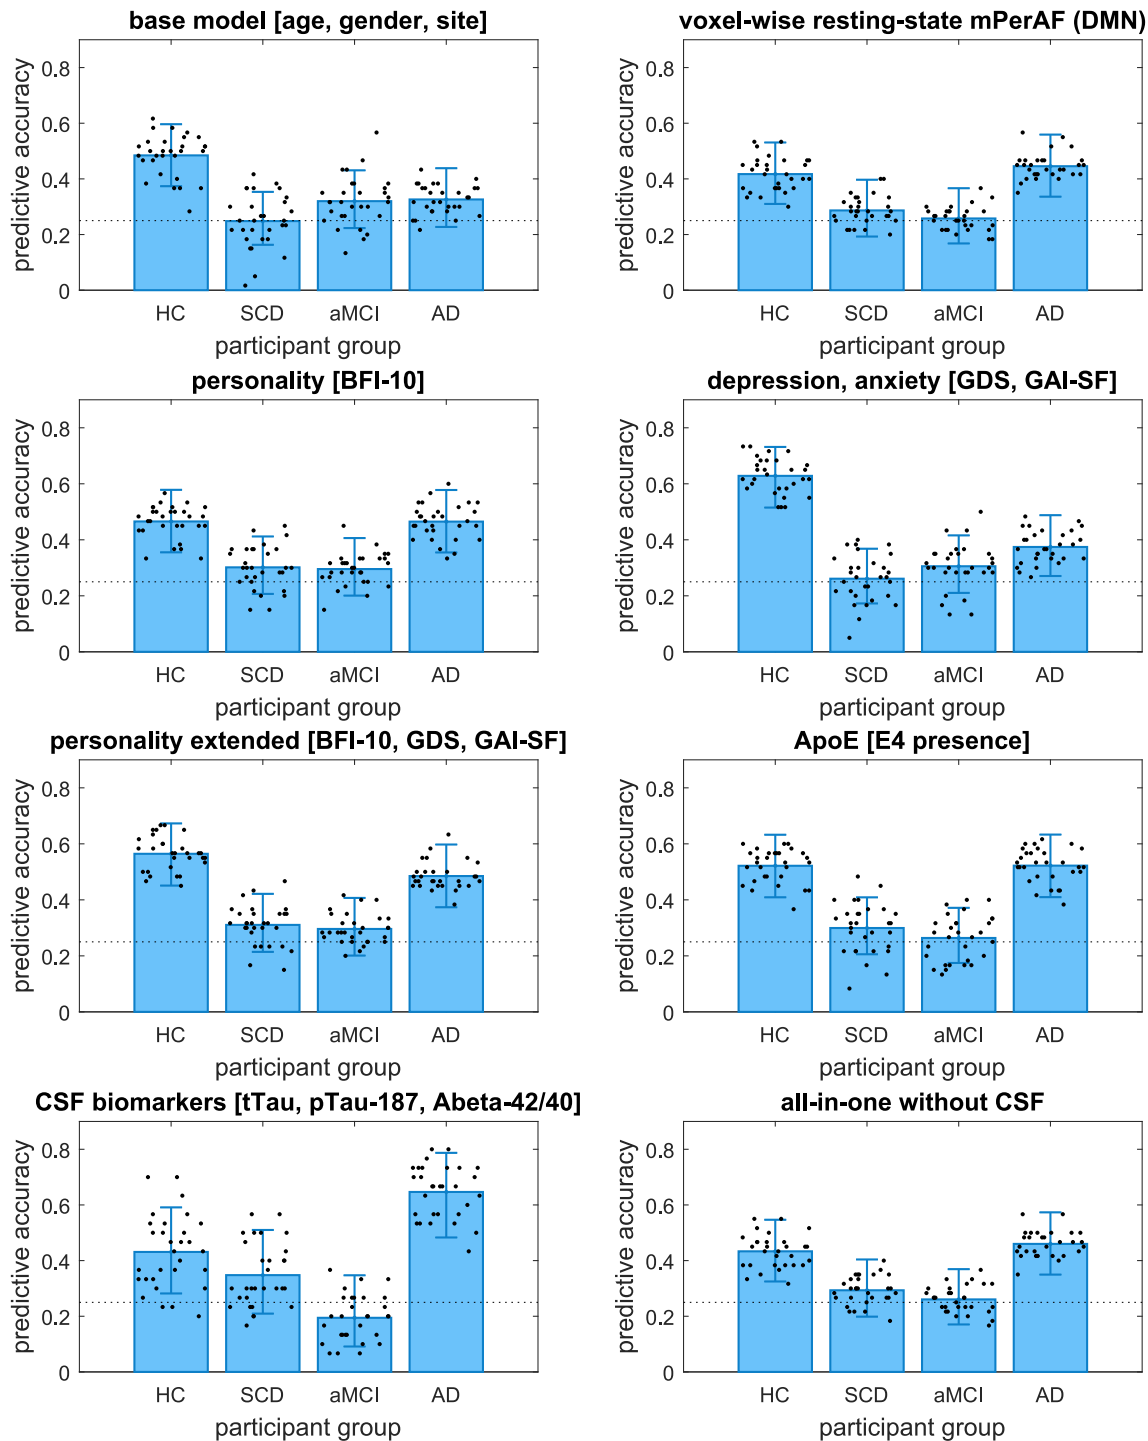 base model [age, gender, site]
predictive accuracy
0.8
0.6
0.4
0.2
0
HC SCD aMCI AD
participant group
voxel-wise resting-state mPerAF (DMN)
predictive accuracy
0.8
0.6
0.4
0.2
0
HC SCD aMCI AD
participant group
personality [BFI-10]
predictive accuracy
0.8
0.6
0.4
0.2
0
HC SCD aMCI AD
participant group
depression, anxiety [GDS, GAI-SF]
predictive accuracy
0.8
0.6
0.4
0.2
0
HC SCD aMCI AD
participant group
personality extended [BFI-10, GDS, GAI-SF]
predictive accuracy
0.8
0.6
0.4
0.2
0
HC SCD aMCI AD
participant group
ApoE [E4 presence]
predictive accuracy
0.8
0.6
0.4
0.2
0
HC SCD aMCI AD
participant group
CSF biomarkers [tTau, pTau-187, Abeta-42/40]
predictive accuracy
0.8
0.6
0.4
0.2
0
HC SCD aMCI AD
participant group
all-in-one without CSF
predictive accuracy
0.8
0.6
0.4
0.2
0
HC SCD aMCI AD
participant group